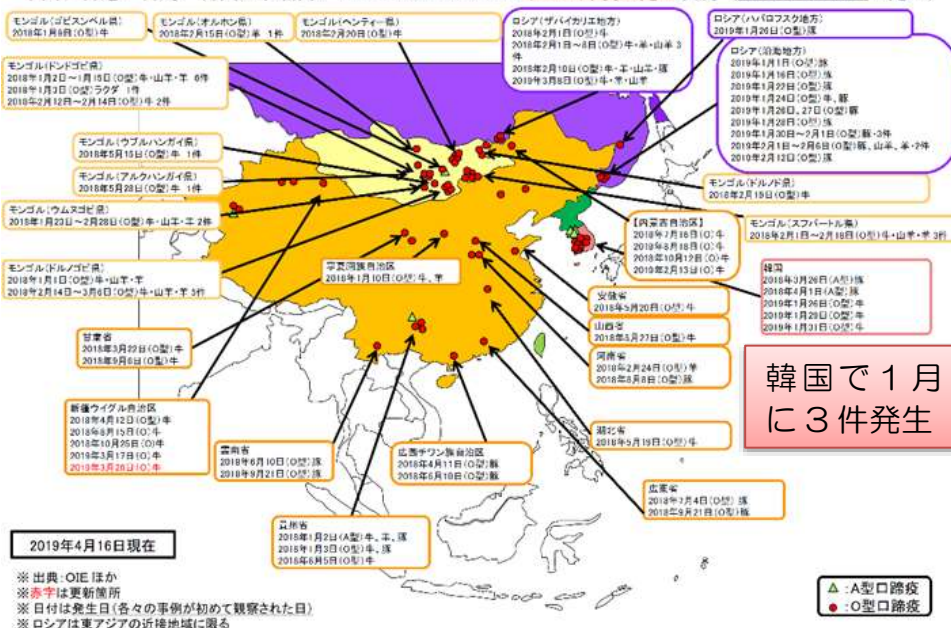 モンゴル(ゴビスンベル県)
2018年1月9日(O型)牛
モンゴル(オルホン県)
2018年2月15日(O型)羊 1件
モンゴル(ヘンティー県)
2018年2月20日(O型)牛
ロシア(ザバイカリエ地方)
2018年2月1日(O型)牛
2018年2月1日～8日(O型)牛・羊・山羊 3件
2018年2月10日(O型)牛・羊・山羊・豚
2019年3月8日(O型)牛・羊・山羊
ロシア(ハバロフスク地方)
2019年1月26日(O型)豚
ロシア(沿海地方)
2019年1月1日(O型)豚
2019年1月16日(O型)豚
2019年1月22日(O型)豚
2019年1月24日(O型)牛、豚
2019年1月26日、27日(O型)豚
2019年1月28日(O型)豚
2019年1月30日～2月1日(O型)豚・3件
2019年2月1日～2月6日(O型)豚、山羊、羊・2件
2019年2月12日(O型)豚
モンゴル(ドンドゴビ県)
2018年1月2日～1月15日(O型)牛・山羊・羊 6件
2018年1月3日(O型)ラクダ 1件
2018年2月12日～2月14日(O型)牛 2件
モンゴル(ウブルハンガイ県)
2018年5月15日(O型)牛 1件
モンゴル(アルクハンガイ県)
2018年5月28日(O型)牛 1件
モンゴル(ウムヌゴビ県)
2018年1月23日～2月28日(O型)牛・山羊・羊 2件
モンゴル(ドルノゴビ県)
2018年1月1日(O型)牛・山羊・羊
2018年2月14日～3月6日(O型)牛・山羊・羊 3件
モンゴル(ドルノド県)
2018年2月15日(O型)牛
モンゴル(スフバートル県)
2018年2月1日～2月18日(O型)牛・山羊・羊 3件
【内蒙古自治区】
2018年7月16日(O)牛
2018年8月18日(O)牛
2018年10月12日(O)牛
2019年2月13日(O)牛
韓国
2018年3月26日(A型)豚
2018年4月1日(A型)豚
2019年1月26日(O型)牛
2019年1月29日(O型)牛
2019年1月31日(O型)牛
寧夏回族自治区
2018年1月10日(O型)牛、羊
安徽省
2018年5月20日(O型)牛
山西省
2018年5月27日(O型)牛
河南省
2018年2月24日(O型)羊
2018年8月8日(O型)豚
甘粛省
2018年3月22日(O型)牛
2018年9月6日(O型)牛
新疆ウイグル自治区
2018年4月12日(O型)牛
2018年8月15日(O)牛
2018年10月25日(O)牛
2019年3月17日(O)牛
2019年3月26日(O)牛
湖北省
2018年5月19日(O型)牛
韓国で1月
に3件発生
雲南省
2018年6月10日(O型)豚
2018年9月21日(O型)豚
広西チワン族自治区
2018年4月11日(O型)豚
2018年6月19日(O型)豚
広東省
2018年7月4日(O型)豚
2018年9月21日(O型)豚
貴州省
2018年1月2日(A型)牛、羊、豚
2018年1月3日(O型)牛、豚
2018年6月5日(O型)牛
2019年4月16日現在
※ 出典:OIE ほか
※赤字は更新箇所
※ 日付は発生日(各々の事例が初めて観察された日)
※ ロシアは東アジアの近接地域に限る
△ :A型口蹄疫
● :O型口蹄疫